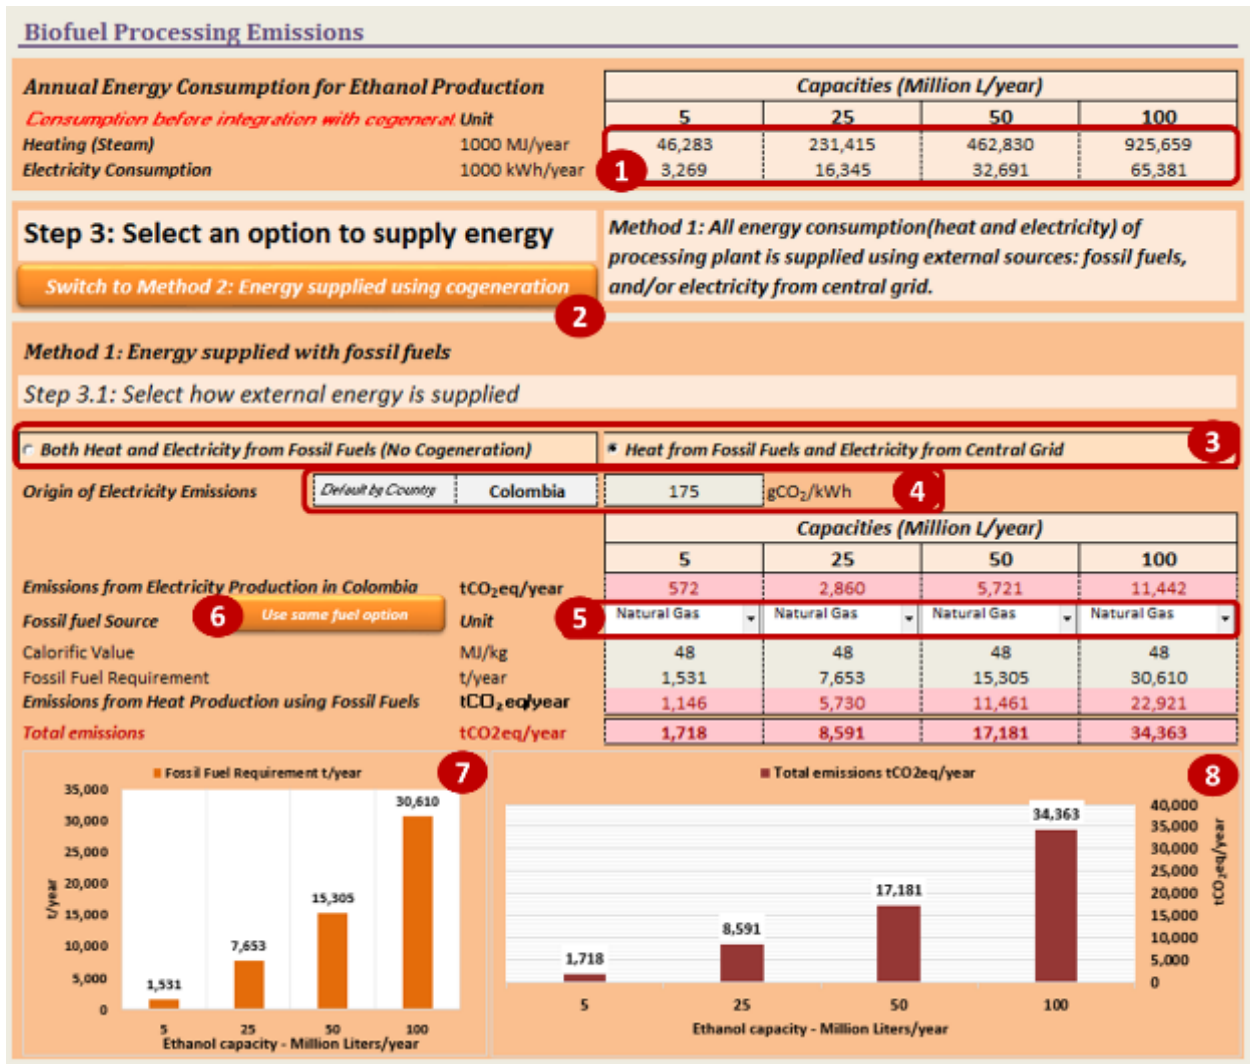 Biofuel Processing Emissions
Annual Energy Consumption for Ethanol Production
Capacities (Million L/year)
Consumption before integration with cogenerat Unit 5 25 50 100
Heating (Steam) 1000 MJ/year 46,283 231,415 462,830 925,659
Electricity Consumption 1000 kWh/year 1 3,269 16,345 32,691 65,381
Step 3: Select an option to supply energy
Switch to Method 2: Energy supplied using cogeneration
2
Method 1: All energy consumption(heat and electricity) of
processing plant is supplied using external sources: fossil fuels,
and/or electricity from central grid.
Method 1: Energy supplied with fossil fuels
Step 3.1: Select how external energy is supplied
Both Heat and Electricity from Fossil Fuels (No Cogeneration) Heat from Fossil Fuels and Electricity from Central Grid 3
Origin of Electricity Emissions Default by Country Colombia 175 gCO₂/kWh 4
Capacities (Million L/year)
5 25 50 100
Emissions from Electricity Production in Colombia tCO₂eq/year 572 2,860 5,721 11,442
Fossil fuel Source 6 Use same fuel option Unit 5 Natural Gas Natural Gas Natural Gas Natural Gas
Calorific Value MJ/kg 48 48 48 48
Fossil Fuel Requirement t/year 1,531 7,653 15,305 30,610
Emissions from Heat Production using Fossil Fuels tCO₂eq/year 1,146 5,730 11,461 22,921
Total emissions tCO2eq/year 1,718 8,591 17,181 34,363
Fossil Fuel Requirement t/year 7
35,000
30,000
25,000
20,000
15,000
10,000
5,000
0
t/year
1,531
7,653
15,305
30,610
5 25 50 100
Ethanol capacity - Million Liters/year
Total emissions tCO2eq/year 8
1,718
8,591
17,181
34,363
40,000
35,000
30,000
25,000
20,000
15,000
10,000
5,000
0
tCO₂eq/year
5 25 50 100
Ethanol capacity - Million Liters/year